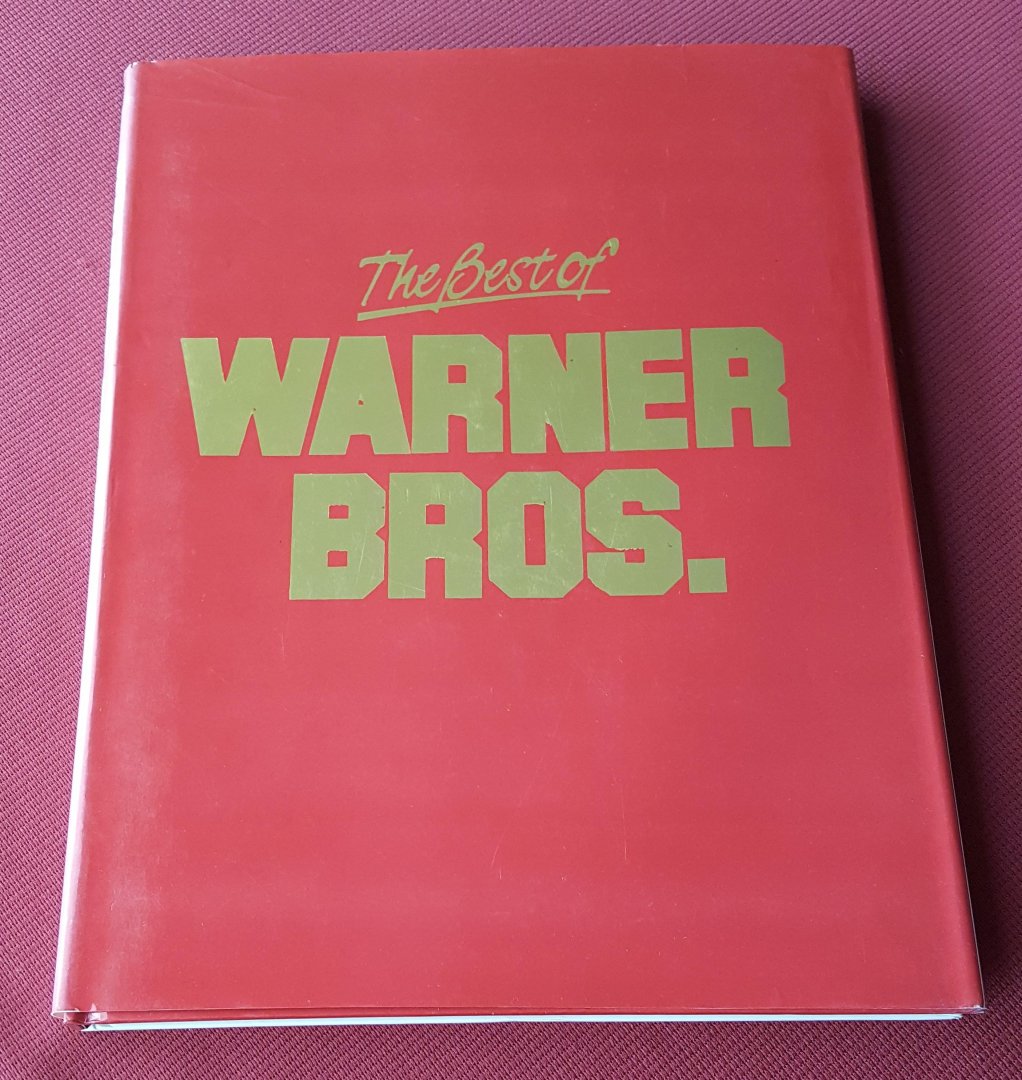 The Best of
WARNER
BROS.